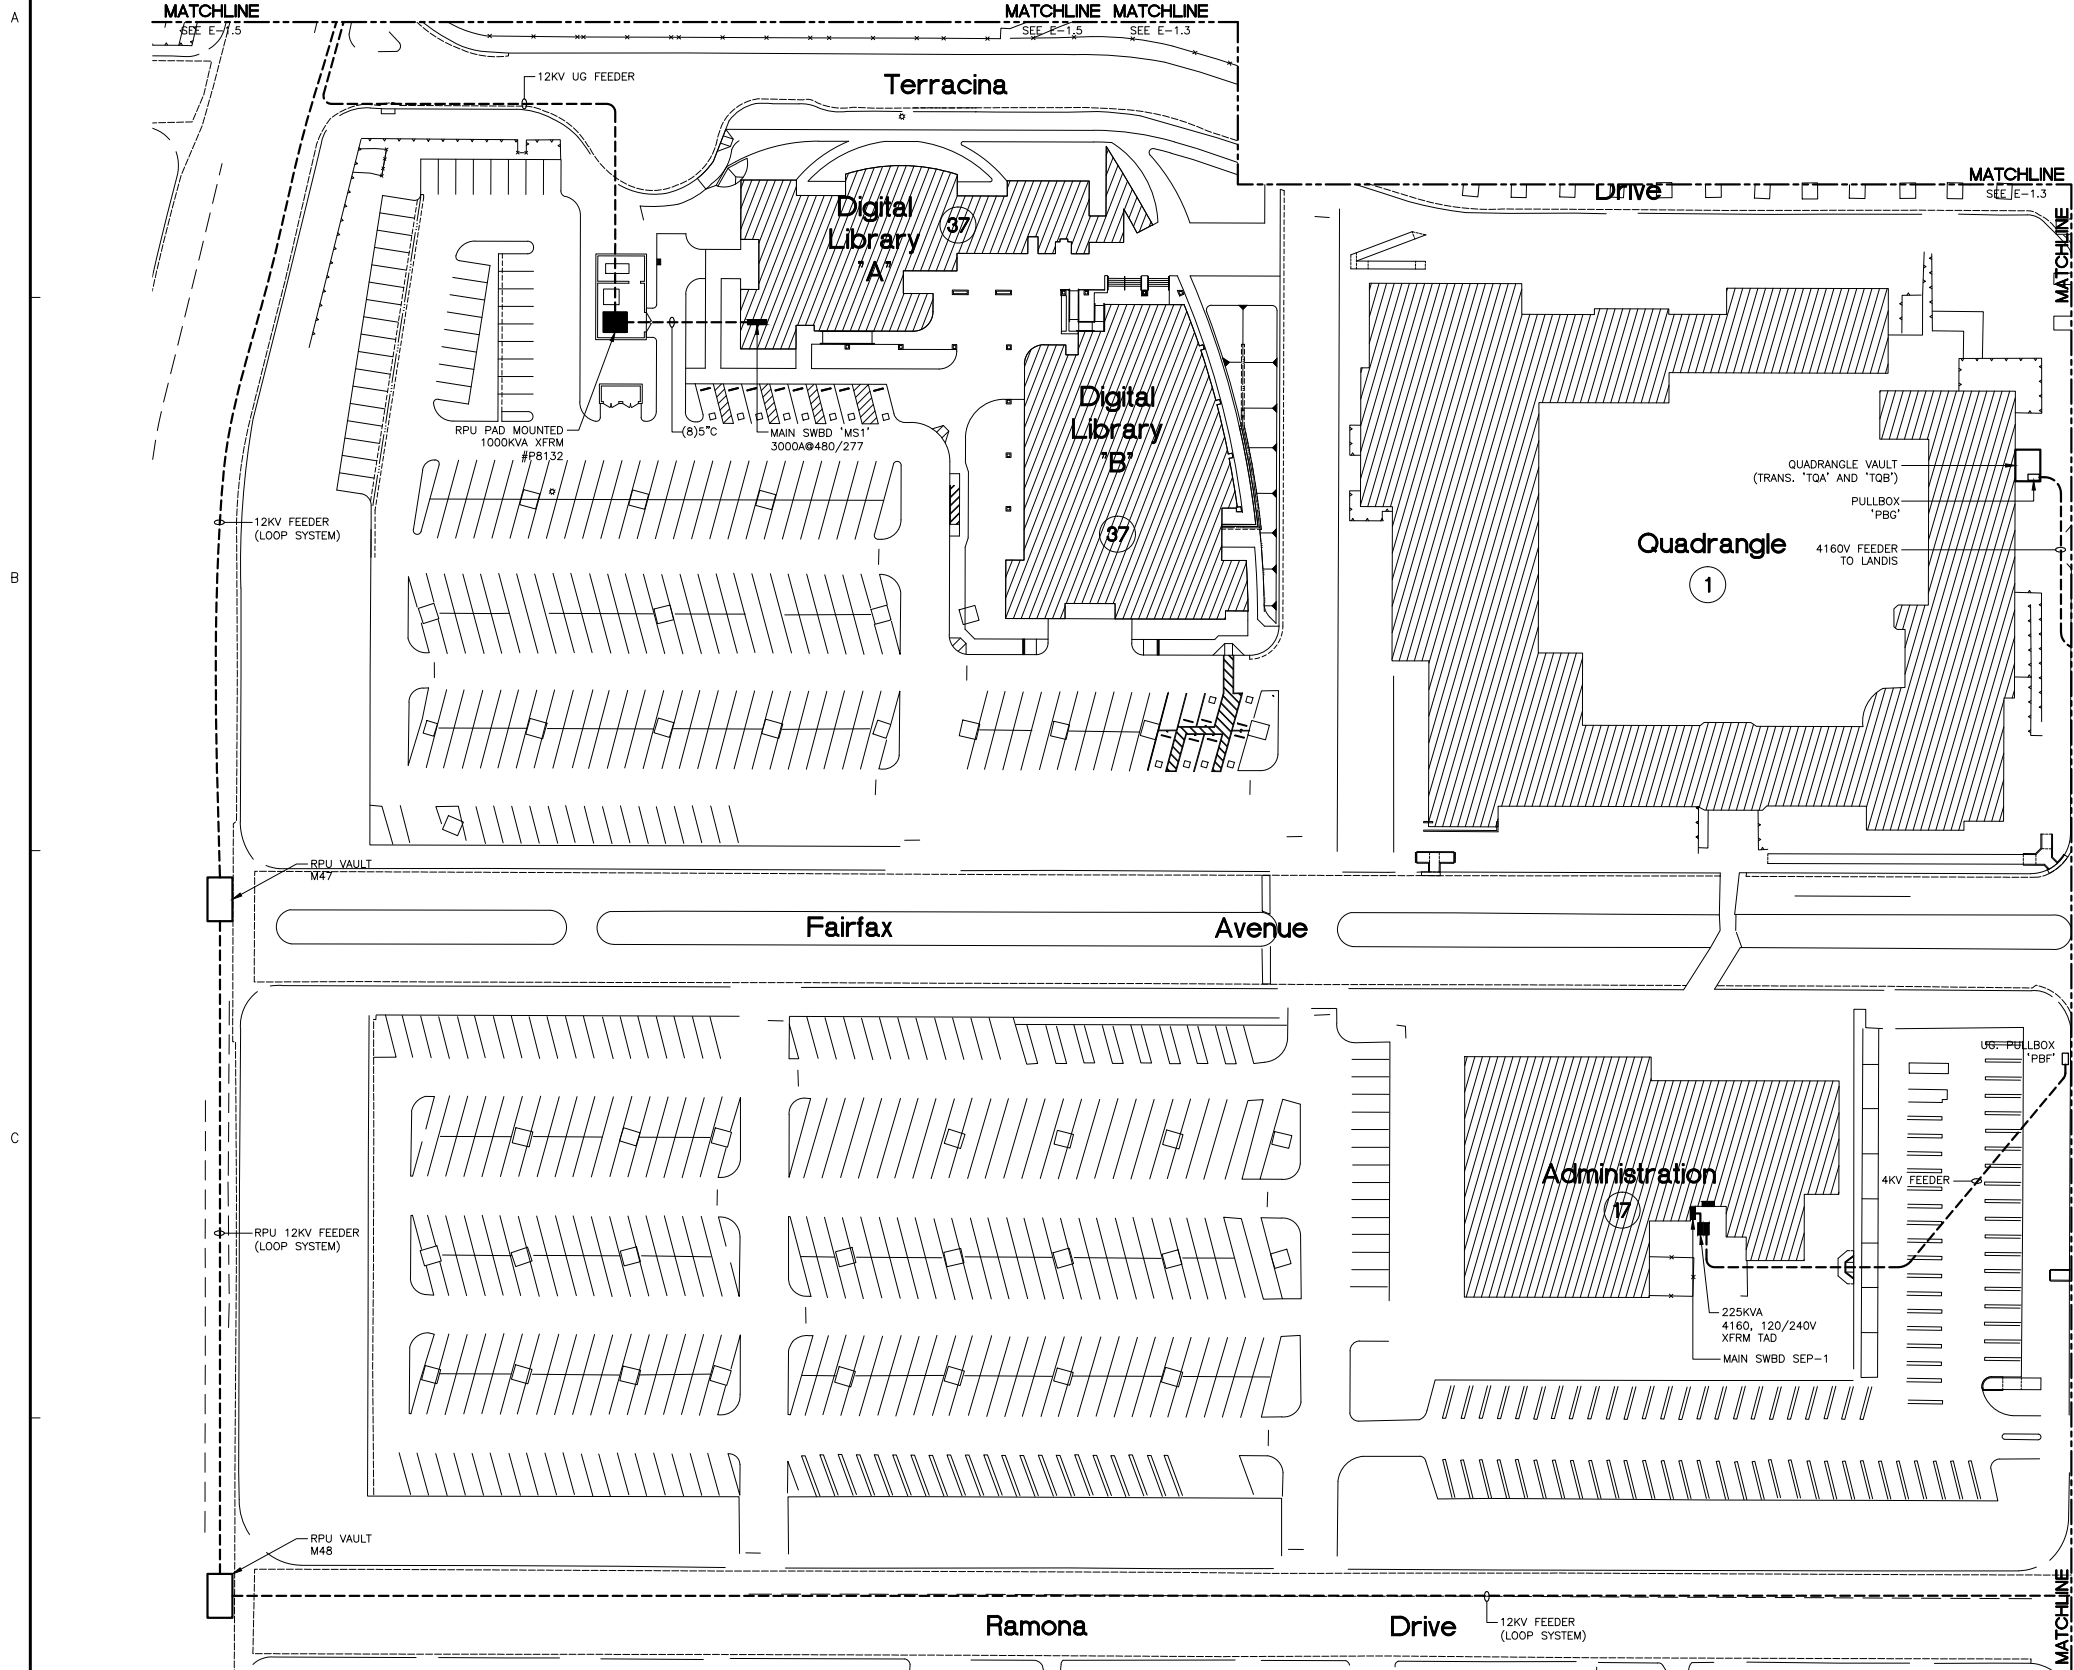 A
MATCHLINE
SEE E-1.5
MATCHLINE MATCHLINE
SEE E-1.5 SEE E-1.3
12KV UG FEEDER
Terracina
MATCHLINE
SEE E-1.3
Drive
MATCHLINE
Digital
Library
"A"
37
RPU PAD MOUNTED
1000KVA XFRM
#P8132
(8)5"C
MAIN SWBD 'MS1'
3000A@480/277
Digital
Library
"B"
37
QUADRANGLE VAULT
(TRANS. 'TQA' AND 'TQB')
PULLBOX
'PBG'
12KV FEEDER
(LOOP SYSTEM)
Quadrangle
1
4160V FEEDER
TO LANDIS
B
RPU VAULT
M47
Fairfax Avenue
UG. PULLBOX
'PBF'
C
Administration
17
4KV FEEDER
RPU 12KV FEEDER
(LOOP SYSTEM)
225KVA
4160, 120/240V
XFRM TAD
MAIN SWBD SEP-1
RPU VAULT
M48
MATCHLINE
Ramona Drive
12KV FEEDER
(LOOP SYSTEM)